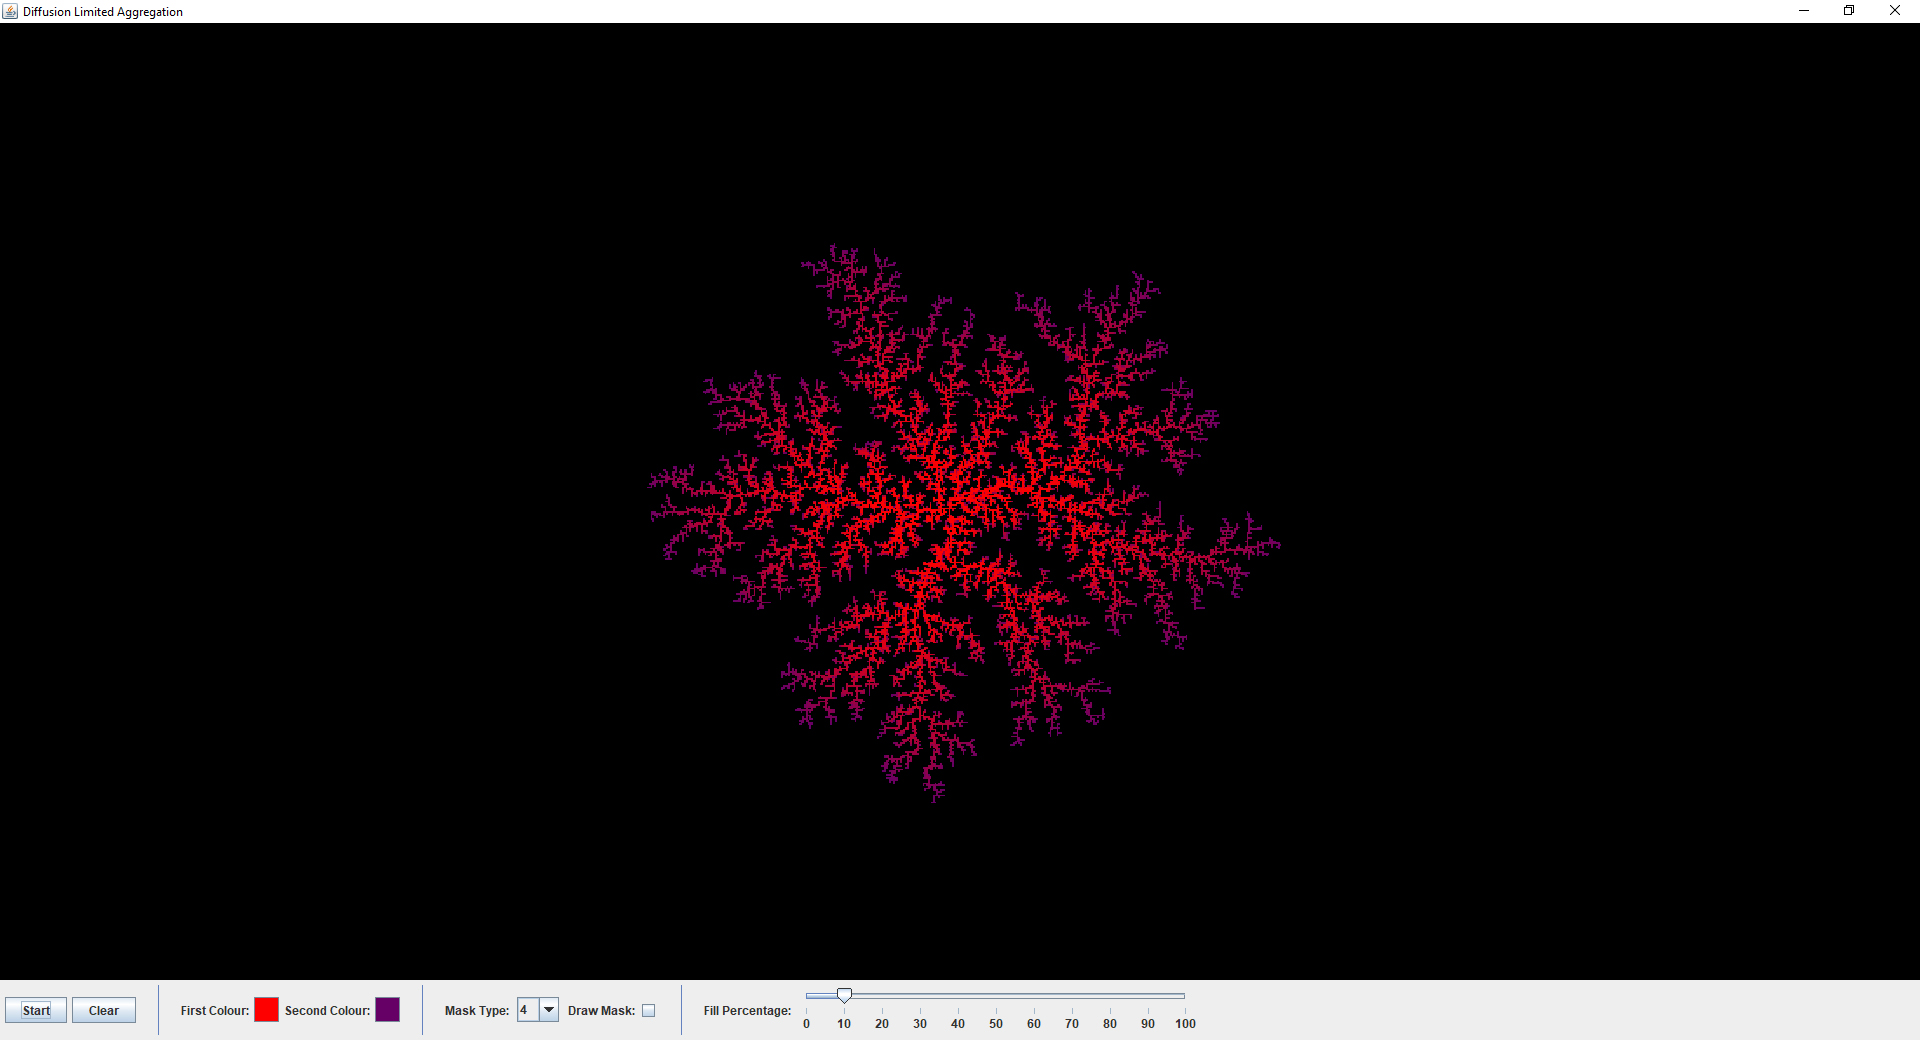 Diffusion Limited Aggregation
Start Clear First Colour: Second Colour: Mask Type: 4 Draw Mask: Fill Percentage:
0 10 20 30 40 50 60 70 80 90 100